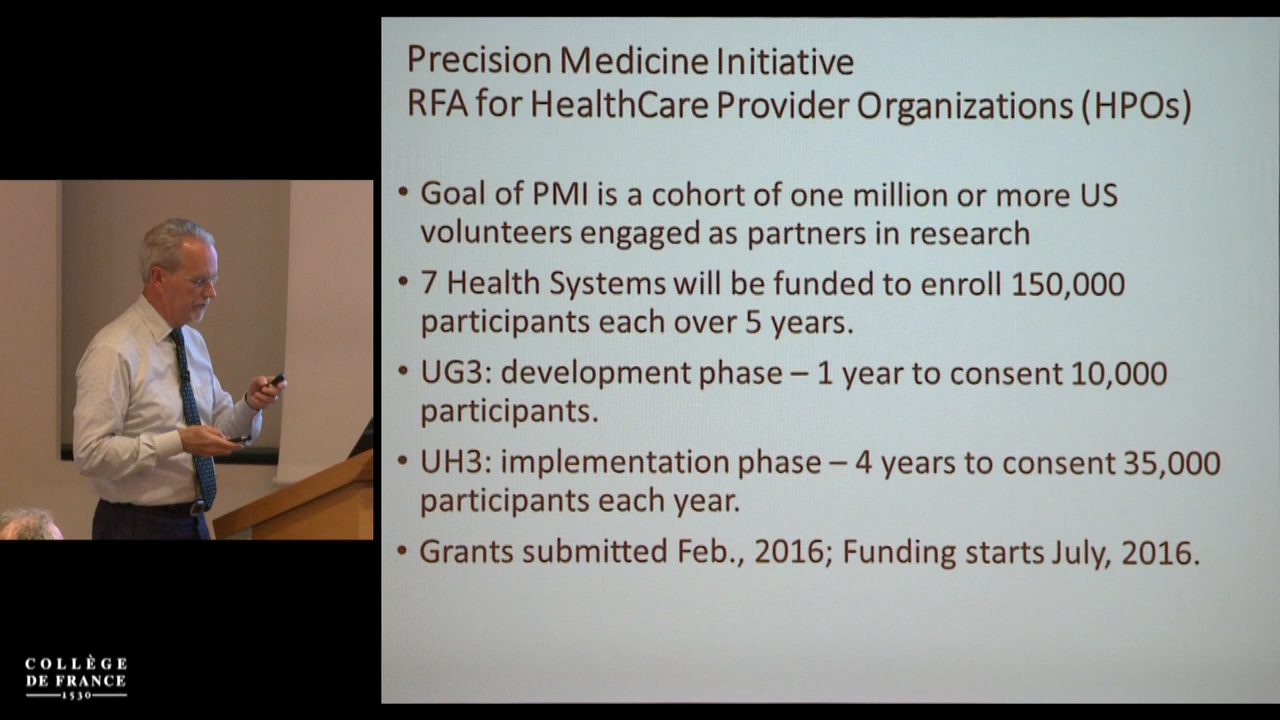 Precision Medicine Initiative
RFA for HealthCare Provider Organizations (HPOs)
• Goal of PMI is a cohort of one million or more US
volunteers engaged as partners in research
• 7 Health Systems will be funded to enroll 150,000
participants each over 5 years.
• UG3: development phase – 1 year to consent 10,000
participants.
• UH3: implementation phase – 4 years to consent 35,000
participants each year.
• Grants submitted Feb., 2016; Funding starts July, 2016.
COLLÈGE
DE FRANCE
1530